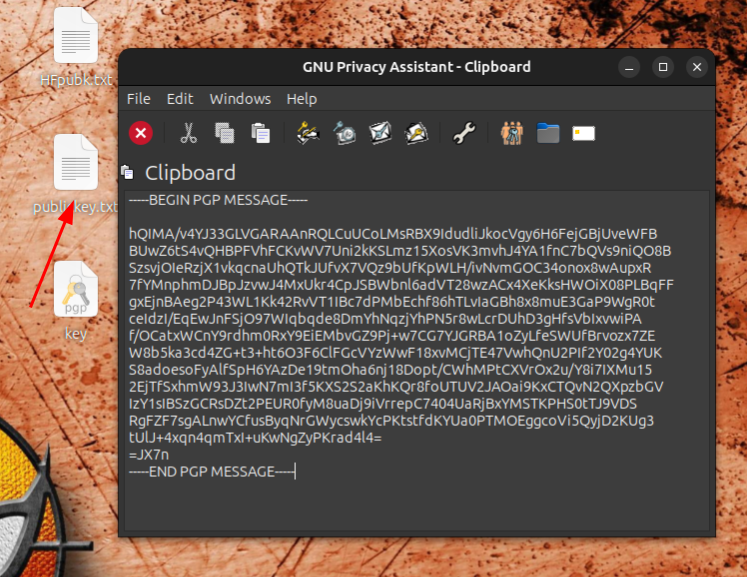 HFpubk.txt
public key.txt
pgp
key
GNU Privacy Assistant - Clipboard
File Edit Windows Help
Clipboard
-----BEGIN PGP MESSAGE-----
hQIMA/v4YJ33GLVGARAAnRQLCuUCoLMsRBX9IdudliJkocVgy6H6FejGBjUveWFB
BUwZ6tS4vQHBPFVhFCKvWV7Uni2kKSLmz15XosVK3mvhJ4YA1fnC7bQVs9niQO8B
SzsvjOIeRzjX1vkqcnaUhQTkJUfvX7VQz9bUfKpWLH/ivNvmGOC34onox8wAupxR
7fYMnphmDJBpJzvwJ4MxUkr4CpJSBWbnl6adVT28wzACx4XeKksHWOiX08PLBqFF
gxEjnBAeg2P43WL1Kk42RvVT1IBc7dPMbEchf86hTLvIaGBh8x8muE3GaP9WgR0t
ceIdzI/EqEwJnFSjO97WIqbqde8DmYhNqzjYhPN5r8wLcrDUhD3gHfsVbIxvwiPA
f/OCatxWCnY9rdhm0RxY9EiEMbvGZ9Pj+w7CG7YJGRBA1oZyLfeSWUfBrvozx7ZE
W8b5ka3cd4ZG+t3+ht6O3F6ClFGcVYzWwF18xvMCjTE47VwhQnU2PIf2Y02g4YUK
S8adoesoFyAlfSpH6YAzDe19tmOha6nj18Dopt/CWhMPtCXVrOx2u/Y8i7IXMu15
2EjTfSxhmW93J3IwN7mI3f5KXS2S2aKhKQr8foUTUV2JAOai9KxCTQvN2QXpzbGV
IzY1sIBSzGCRsDZt2PEUR0fyM8uaDj9iVrrepC7404UaRjBxYMSTKPHS0tTJ9VDS
RgFZF7sgALnwYCfusByqNrGWycswkYcPKtstfdKYUa0PTMOEggcoVi5QyjD2KUg3
tUlJ+4xqn4qmTxI+uKwNgZyPKrad4l4=
=JX7n
-----END PGP MESSAGE-----